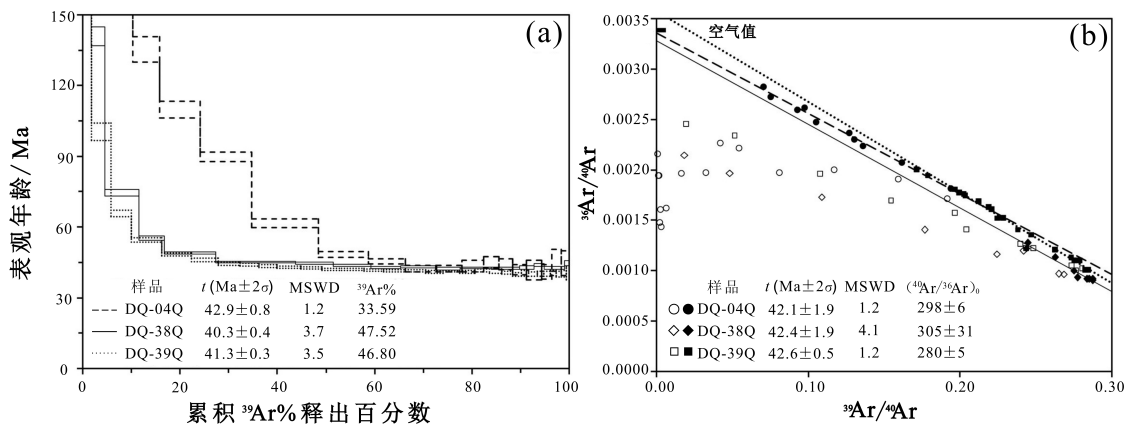 (a)
150
120
90
60
30
0
表观年龄/Ma
样品 t (Ma±2σ) MSWD ³⁹Ar%
DQ-04Q 42.9±0.8 1.2 33.59
DQ-38Q 40.3±0.4 3.7 47.52
DQ-39Q 41.3±0.3 3.5 46.80
0 20 40 60 80 100
累积 ³⁹Ar% 释出百分数
(b)
空气值
0.0035
0.0030
0.0025
0.0020
0.0015
0.0010
0.0005
0.0000
³⁶Ar/⁴⁰Ar
样品 t (Ma±2σ) MSWD (⁴⁰Ar/³⁶Ar)₀
DQ-04Q 42.1±1.9 1.2 298±6
DQ-38Q 42.4±1.9 4.1 305±31
DQ-39Q 42.6±0.5 1.2 280±5
0.00 0.10 0.20 0.30
³⁹Ar/⁴⁰Ar